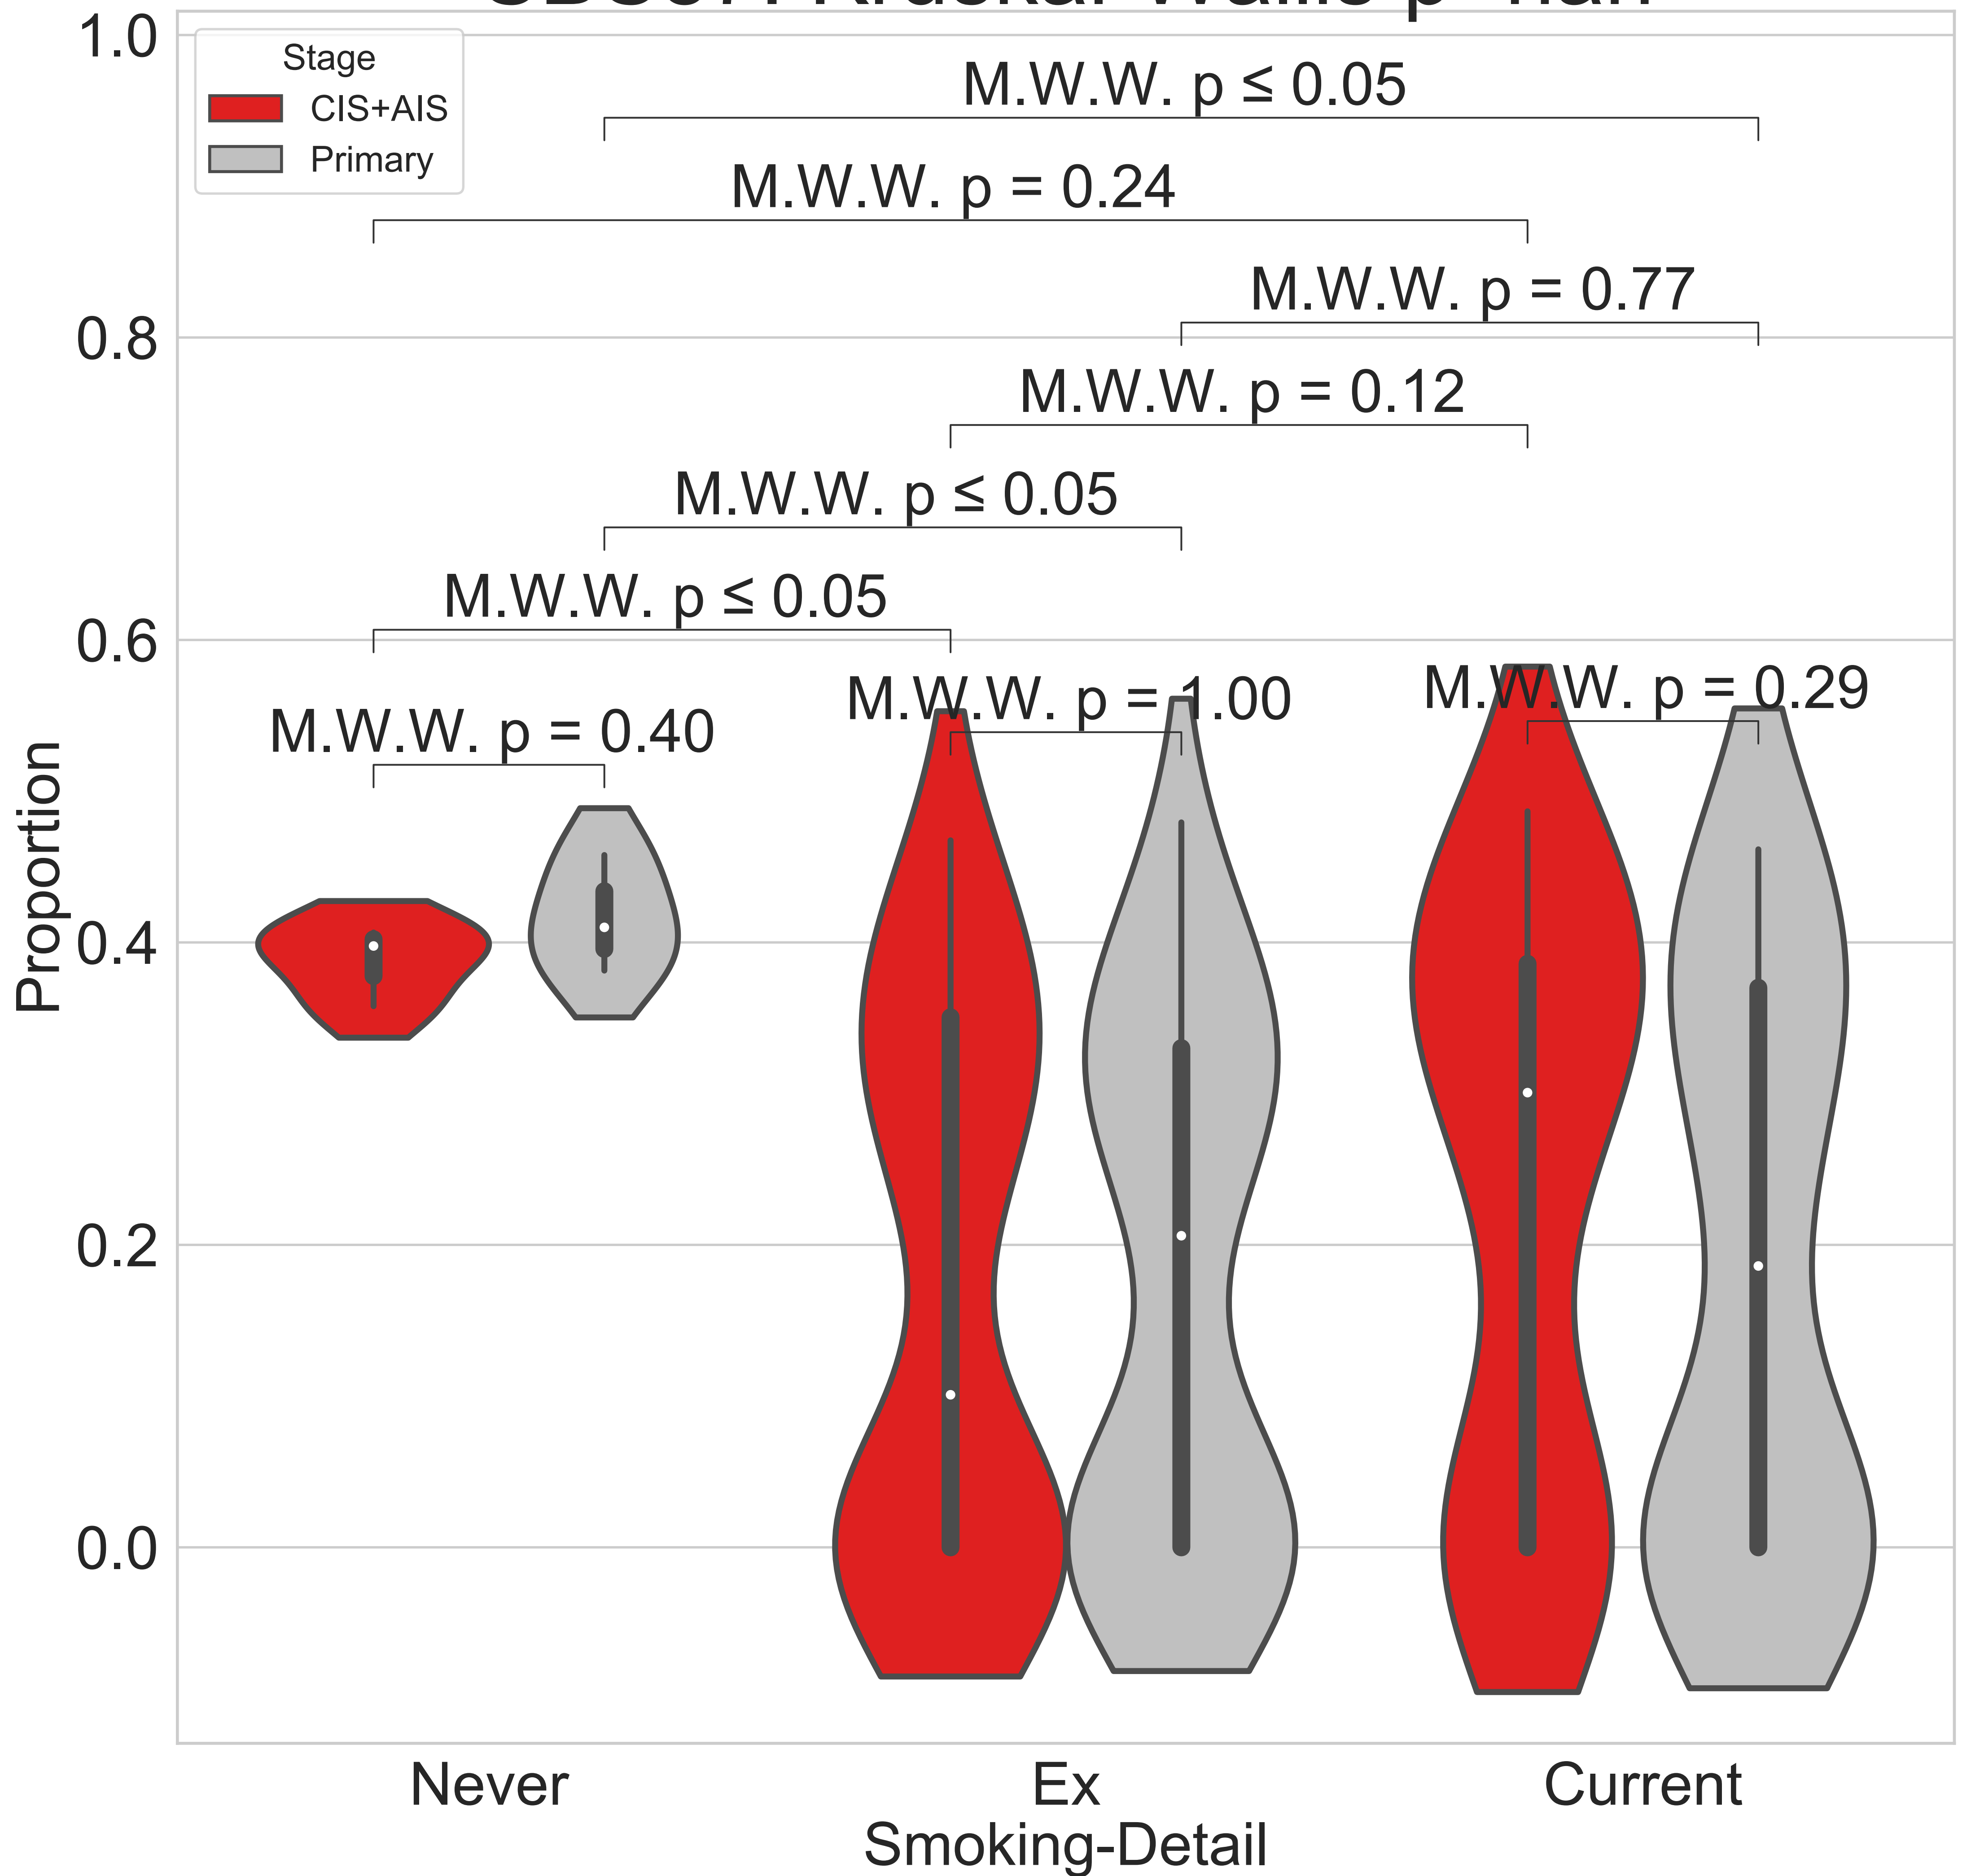 1.0
Stage
CIS+AIS
Primary
M.W.W. p ≤ 0.05
M.W.W. p = 0.24
M.W.W. p = 0.77
0.8
M.W.W. p = 0.12
M.W.W. p ≤ 0.05
M.W.W. p ≤ 0.05
0.6
M.W.W. p = 1.00
M.W.W. p = 0.29
M.W.W. p = 0.40
Proportion
0.4
0.2
0.0
Never
Ex
Current
Smoking-Detail